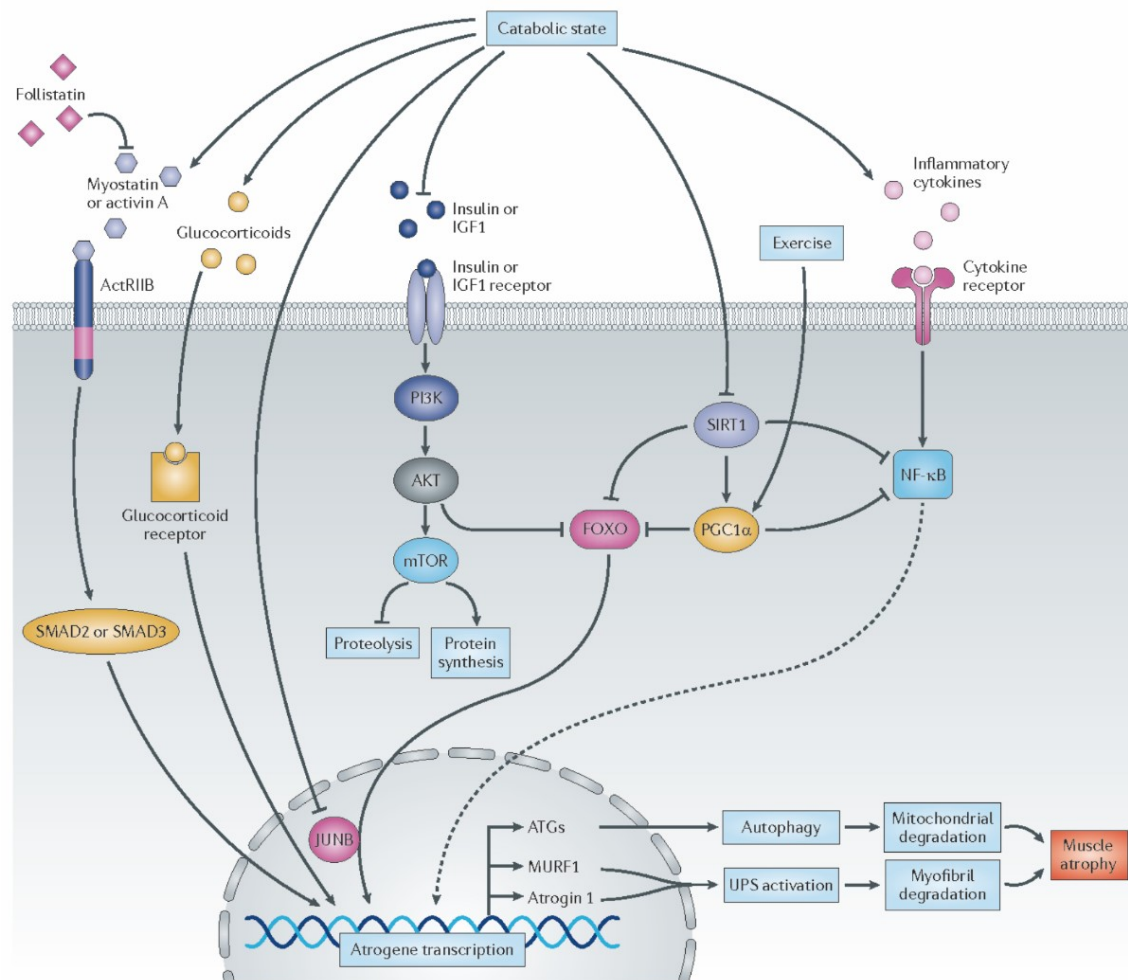 Catabolic state
Follistatin
Myostatin
or activin A
Glucocorticoids
Insulin or
IGF1
Inflammatory
cytokines
Exercise
ActRIIB
Insulin or
IGF1 receptor
Cytokine
receptor
PI3K
SIRT1
AKT
NF-κB
Glucocorticoid
receptor
FOXO
PGC1α
mTOR
SMAD2 or SMAD3
Proteolysis
Protein
synthesis
JUNB
ATGs
Autophagy
Mitochondrial
degradation
MURF1
Muscle
atrophy
Atrogin 1
UPS activation
Myofibril
degradation
Atrogene transcription